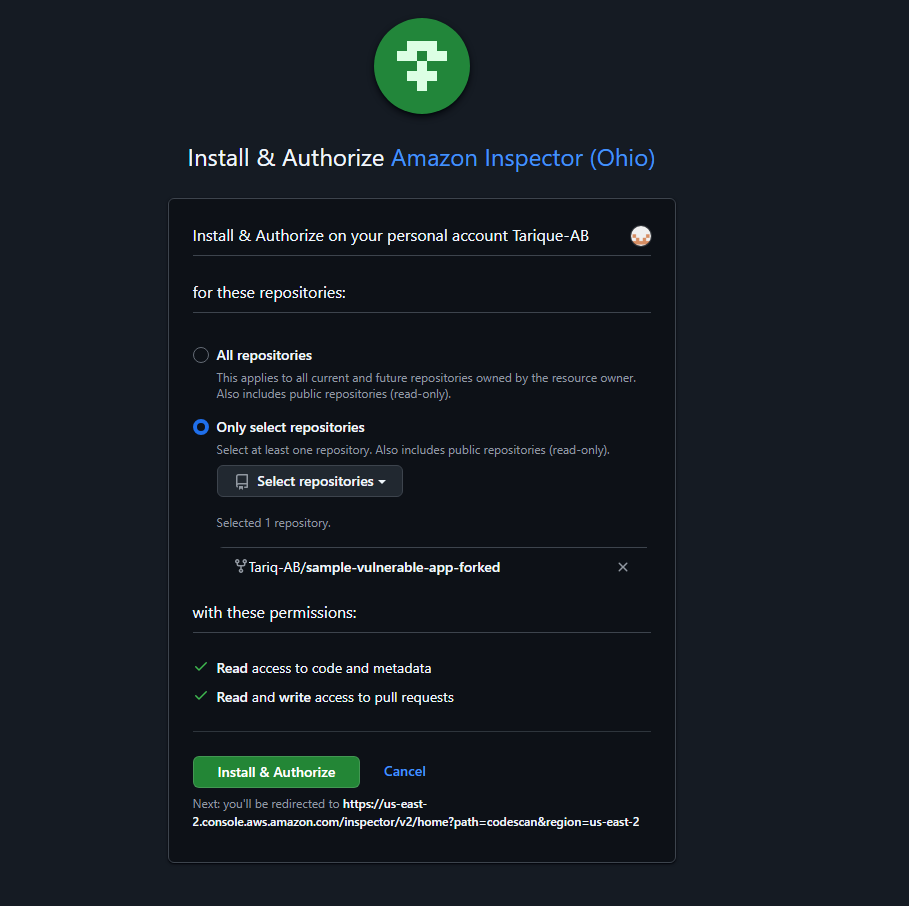 Install & Authorize Amazon Inspector (Ohio)
Install & Authorize on your personal account Tarique-AB
for these repositories:
All repositories
This applies to all current and future repositories owned by the resource owner.
Also includes public repositories (read-only).
Only select repositories
Select at least one repository. Also includes public repositories (read-only).
Select repositories
Selected 1 repository.
Tariq-AB/sample-vulnerable-app-forked
with these permissions:
Read access to code and metadata
Read and write access to pull requests
Install & Authorize Cancel
Next: you'll be redirected to https://us-east-
2.console.aws.amazon.com/inspector/v2/home?path=codescan&region=us-east-2